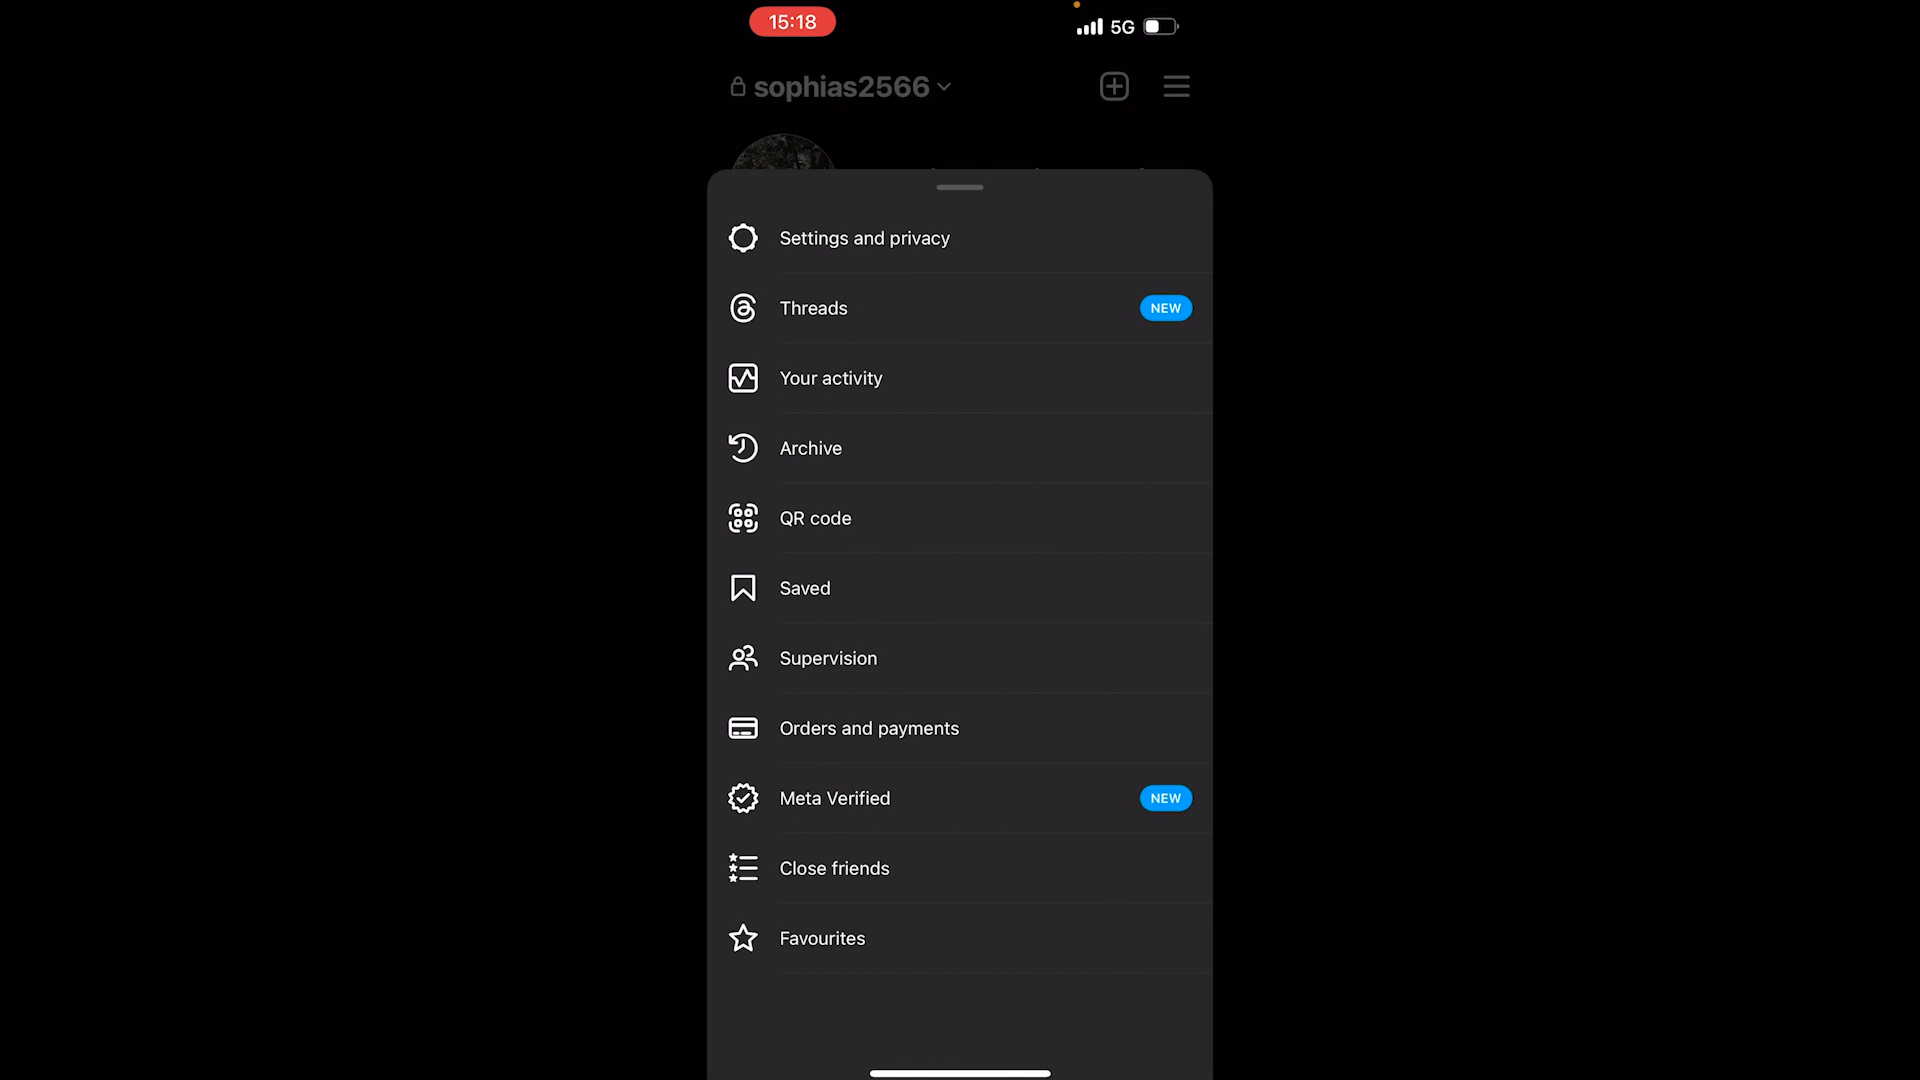 15:18
5G
sophias2566
Settings and privacy
Threads NEW
Your activity
Archive
QR code
Saved
Supervision
Orders and payments
Meta Verified NEW
Close friends
Favourites